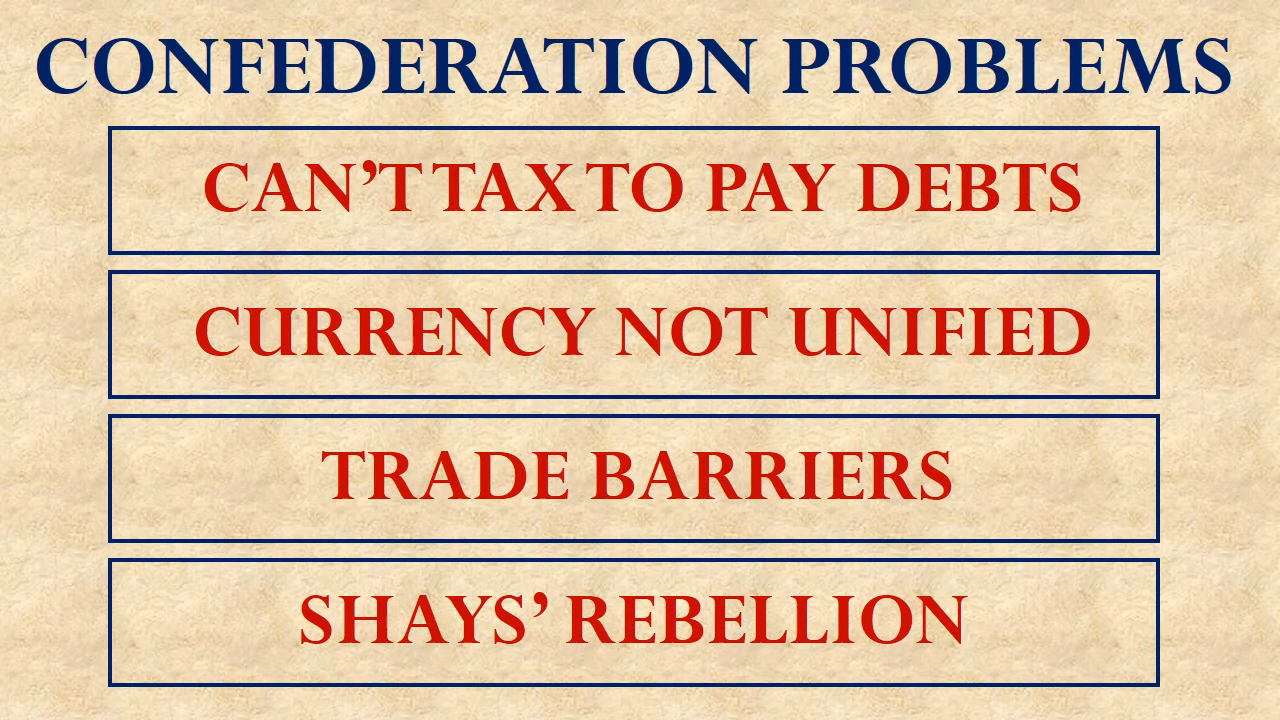 CONFEDERATION PROBLEMS
CAN’T TAX TO PAY DEBTS
CURRENCY NOT UNIFIED
TRADE BARRIERS
SHAYS’ REBELLION